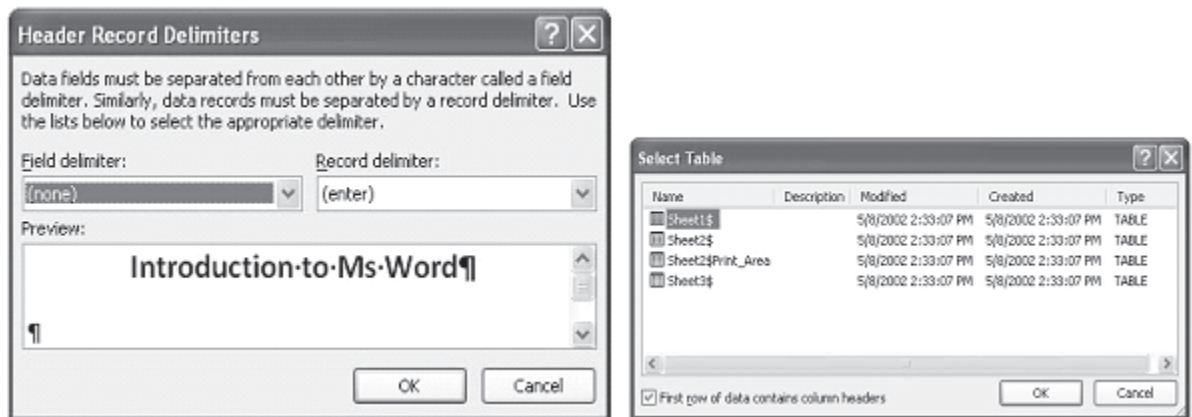 Header Record Delimiters
Data fields must be separated from each other by a character called a field
delimiter. Similarly, data records must be separated by a record delimiter. Use
the lists below to select the appropriate delimiter.
Field delimiter: Record delimiter:
(none) (enter)
Preview:
Introduction·to·Ms·Word¶
¶
OK Cancel
Select Table
Name Description Modified Created Type
Sheet1$ 5/8/2002 2:33:07 PM 5/8/2002 2:33:07 PM TABLE
Sheet2$ 5/8/2002 2:33:07 PM 5/8/2002 2:33:07 PM TABLE
Sheet2$Print_Area 5/8/2002 2:33:07 PM 5/8/2002 2:33:07 PM TABLE
Sheet3$ 5/8/2002 2:33:07 PM 5/8/2002 2:33:07 PM TABLE
First row of data contains column headers OK Cancel